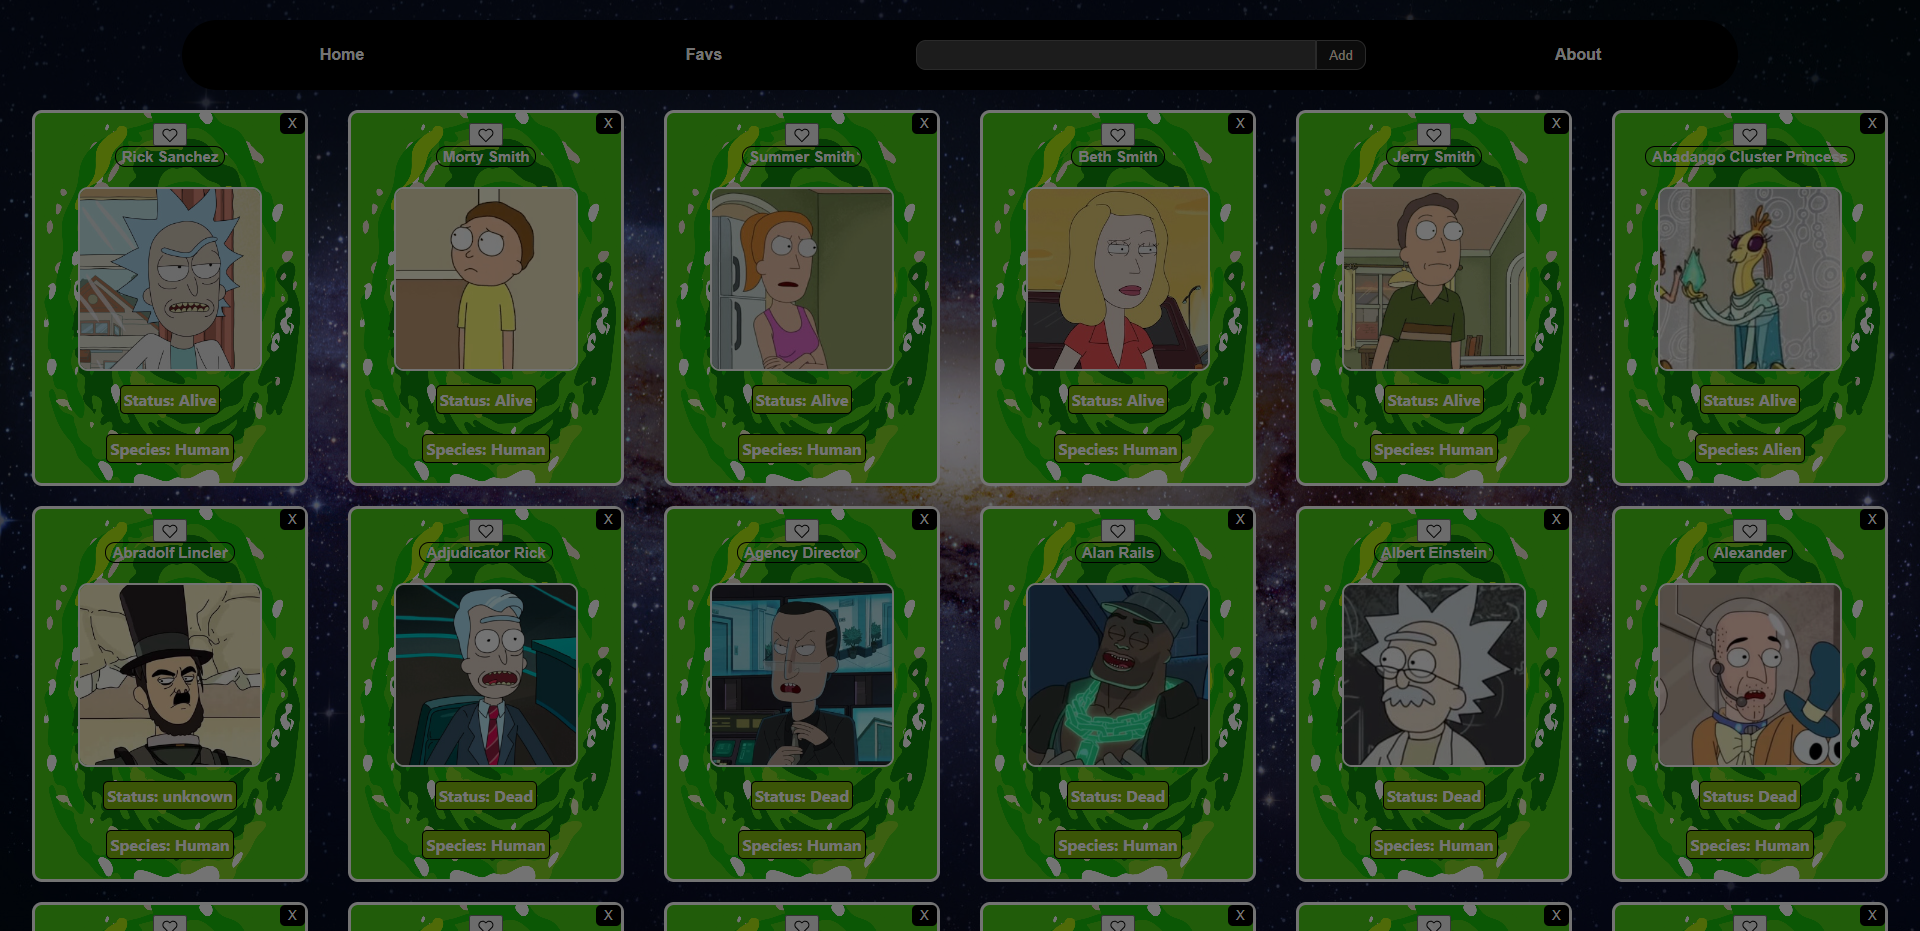 Home Favs Add About
X X X X X X
Rick Sanchez Morty Smith Summer Smith Beth Smith Jerry Smith Abadango Cluster Princess
Status: Alive Status: Alive Status: Alive Status: Alive Status: Alive Status: Alive
Species: Human Species: Human Species: Human Species: Human Species: Human Species: Alien
X X X X X X
Abradolf Lincler Adjudicator Rick Agency Director Alan Rails Albert Einstein Alexander
Status: unknown Status: Dead Status: Dead Status: Dead Status: Dead Status: Dead
Species: Human Species: Human Species: Human Species: Human Species: Human Species: Human
X X X X X X